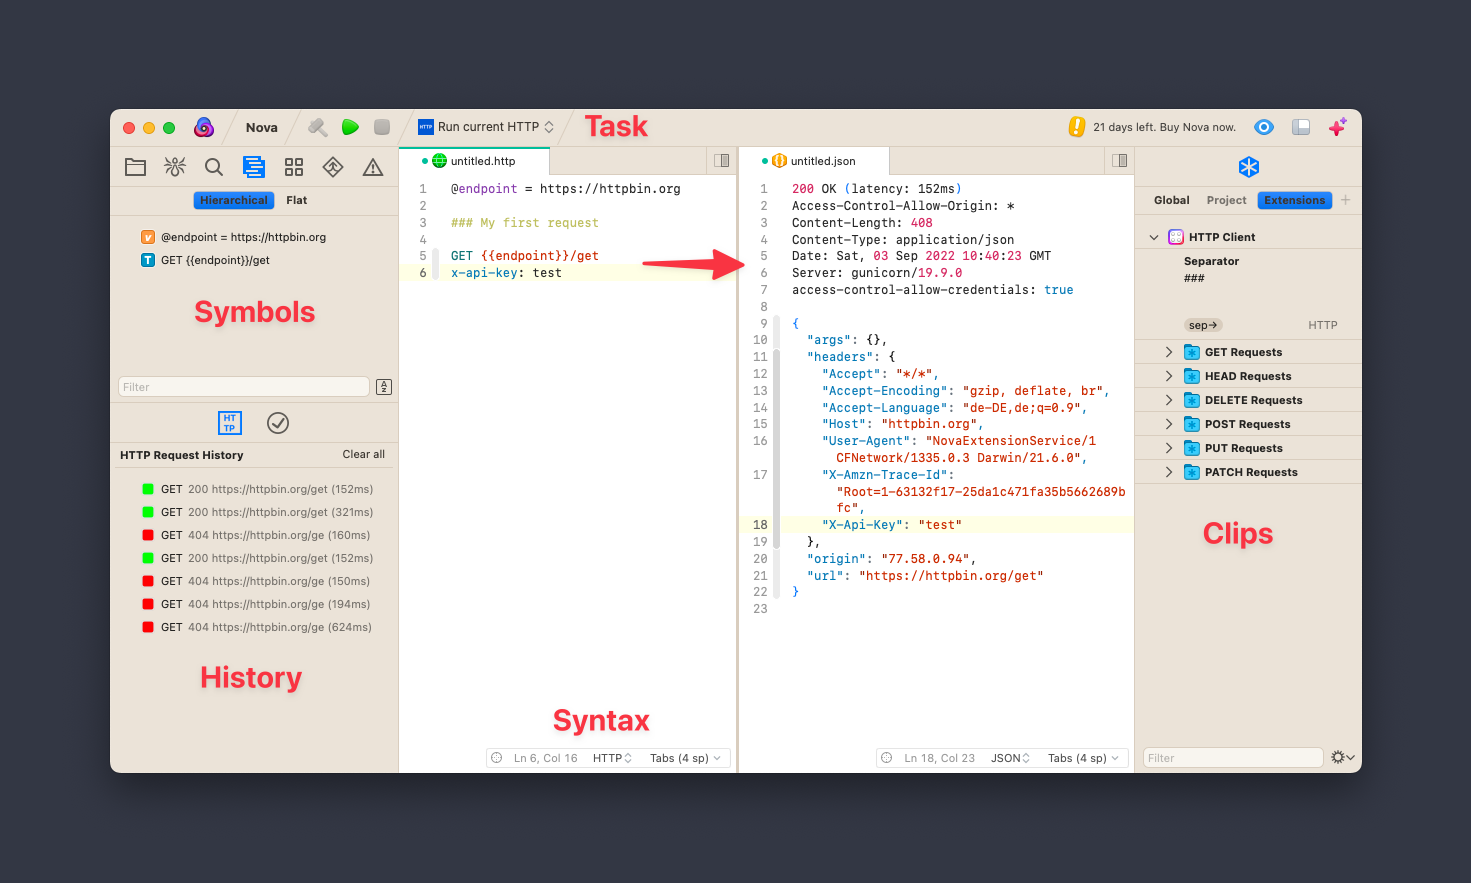 Nova
HTTP
Run current HTTP
Task
21 days left. Buy Nova now.
Hierarchical
Flat
@endpoint = https://httpbin.org
GET {{endpoint}}/get
V
T
Symbols
Filter
A
Z
HT
TP
HTTP Request History
Clear all
GET 200 https://httpbin.org/get (152ms)
GET 200 https://httpbin.org/get (321ms)
GET 404 https://httpbin.org/ge (160ms)
GET 200 https://httpbin.org/get (152ms)
GET 404 https://httpbin.org/ge (150ms)
GET 404 https://httpbin.org/ge (194ms)
GET 404 https://httpbin.org/ge (624ms)
History
untitled.http
1 @endpoint = https://httpbin.org
2
3 ### My first request
4
5 GET {{endpoint}}/get
6 x-api-key: test
Syntax
Ln 6, Col 16
HTTP
Tabs (4 sp)
untitled.json
1 200 OK (latency: 152ms)
2 Access-Control-Allow-Origin: *
3 Content-Length: 408
4 Content-Type: application/json
5 Date: Sat, 03 Sep 2022 10:40:23 GMT
6 Server: gunicorn/19.9.0
7 access-control-allow-credentials: true
8
9 {
10 "args": {},
11 "headers": {
12 "Accept": "*/*",
13 "Accept-Encoding": "gzip, deflate, br",
14 "Accept-Language": "de-DE,de;q=0.9",
15 "Host": "httpbin.org",
16 "User-Agent": "NovaExtensionService/1
CFNetwork/1335.0.3 Darwin/21.6.0",
17 "X-Amzn-Trace-Id":
"Root=1-63132f17-25da1c471fa35b5662689b
fc",
18 "X-Api-Key": "test"
19 },
20 "origin": "77.58.0.94",
21 "url": "https://httpbin.org/get"
22 }
23
Ln 18, Col 23
JSON
Tabs (4 sp)
Global
Project
Extensions
HTTP Client
Separator
###
sep→
HTTP
GET Requests
HEAD Requests
DELETE Requests
POST Requests
PUT Requests
PATCH Requests
Clips
Filter